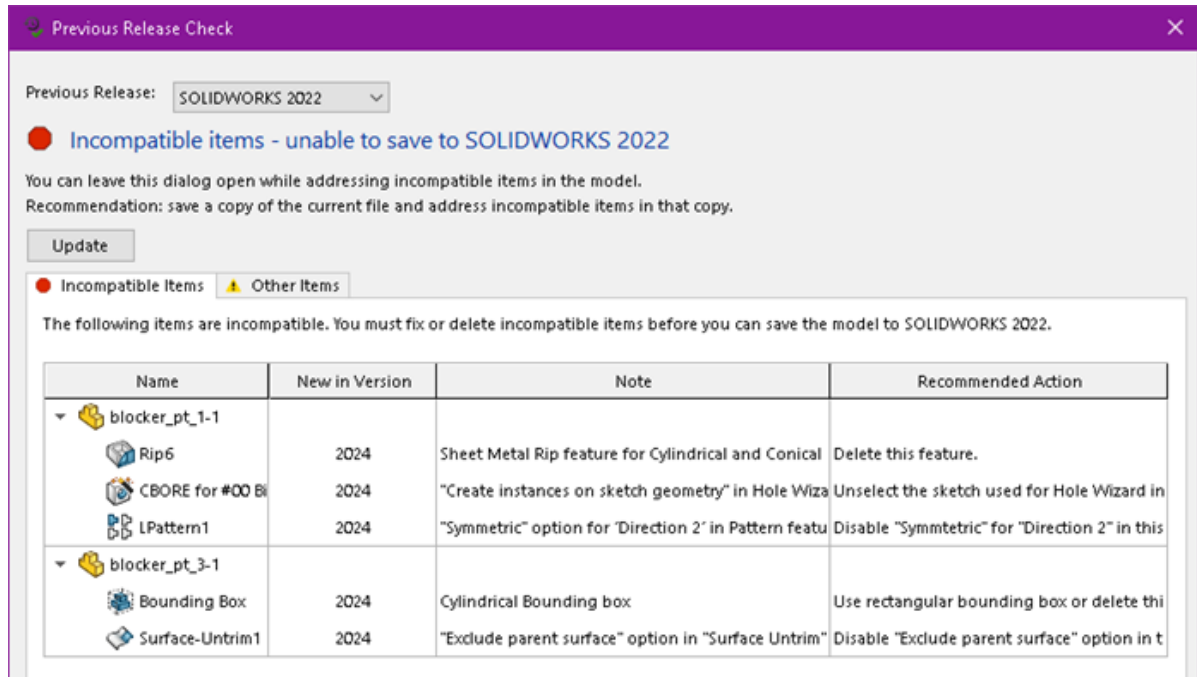 Previous Release Check
Previous Release: SOLIDWORKS 2022
Incompatible items - unable to save to SOLIDWORKS 2022
You can leave this dialog open while addressing incompatible items in the model.
Recommendation: save a copy of the current file and address incompatible items in that copy.
Update
Incompatible Items Other Items
The following items are incompatible. You must fix or delete incompatible items before you can save the model to SOLIDWORKS 2022.
Name New in Version Note Recommended Action
blocker_pt_1-1
Rip6 2024 Sheet Metal Rip feature for Cylindrical and Conical Delete this feature.
CBORE for #00 Bi 2024 "Create instances on sketch geometry" in Hole Wiza Unselect the sketch used for Hole Wizard in
LPattern1 2024 "Symmetric" option for 'Direction 2' in Pattern featu Disable "Symmtetric" for "Direction 2" in this
blocker_pt_3-1
Bounding Box 2024 Cylindrical Bounding box Use rectangular bounding box or delete thi
Surface-Untrim1 2024 "Exclude parent surface" option in "Surface Untrim" Disable "Exclude parent surface" option in t